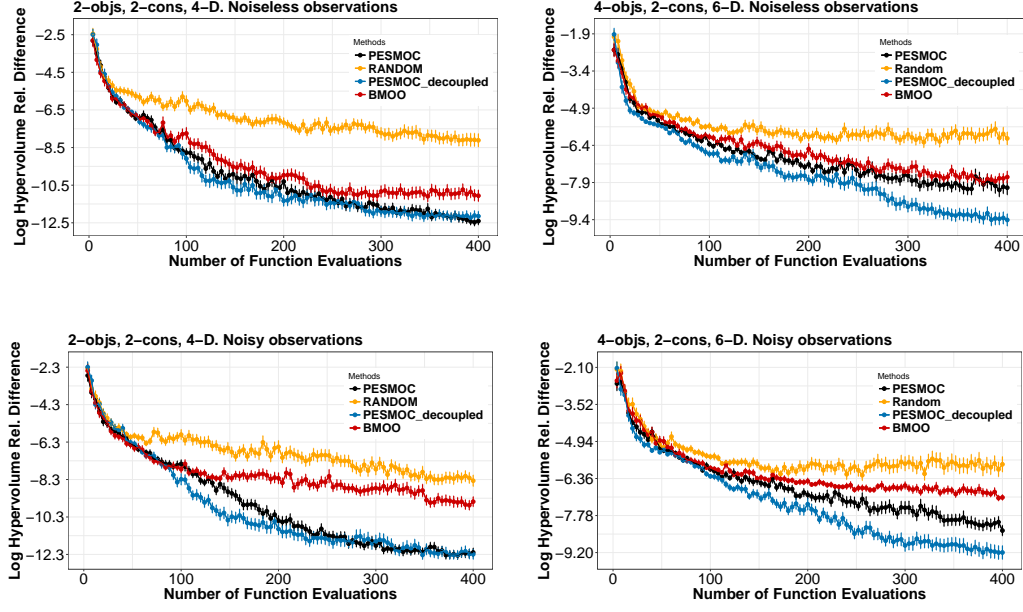 2−objs, 2−cons, 4−D. Noiseless observations
Log Hypervolume Rel. Difference
−2.5
−4.5
−6.5
−8.5
−10.5
−12.5
Methods
PESMOC
RANDOM
PESMOC_decoupled
BMOO
0 100 200 300 400
Number of Function Evaluations
4−objs, 2−cons, 6−D. Noiseless observations
Log Hypervolume Rel. Difference
−1.9
−3.4
−4.9
−6.4
−7.9
−9.4
Methods
PESMOC
Random
PESMOC_decoupled
BMOO
0 100 200 300 400
Number of Function Evaluations
2−objs, 2−cons, 4−D. Noisy observations
Log Hypervolume Rel. Difference
−2.3
−4.3
−6.3
−8.3
−10.3
−12.3
Methods
PESMOC
RANDOM
PESMOC_decoupled
BMOO
0 100 200 300 400
Number of Function Evaluations
4−objs, 2−cons, 6−D. Noisy observations
Log Hypervolume Rel. Difference
−2.10
−3.52
−4.94
−6.36
−7.78
−9.20
Methods
PESMOC
Random
PESMOC_decoupled
BMOO
0 100 200 300 400
Number of Function Evaluations